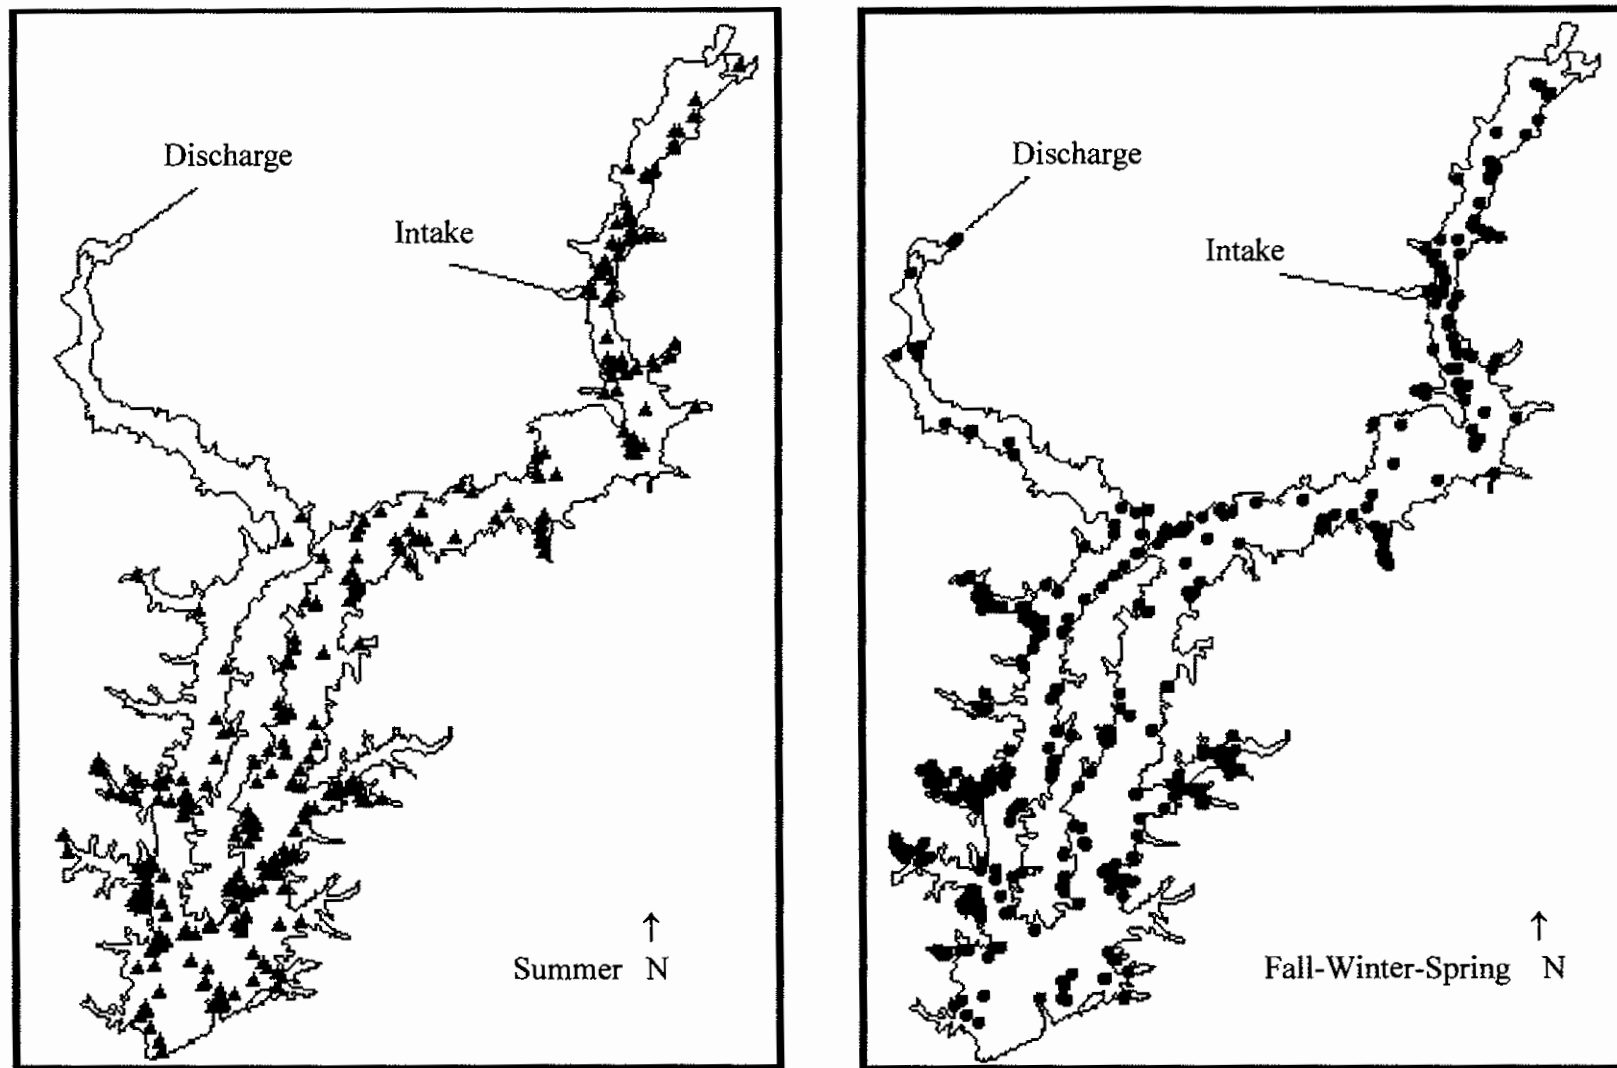 Discharge
Intake
Summer N
Discharge
Intake
Fall-Winter-Spring N